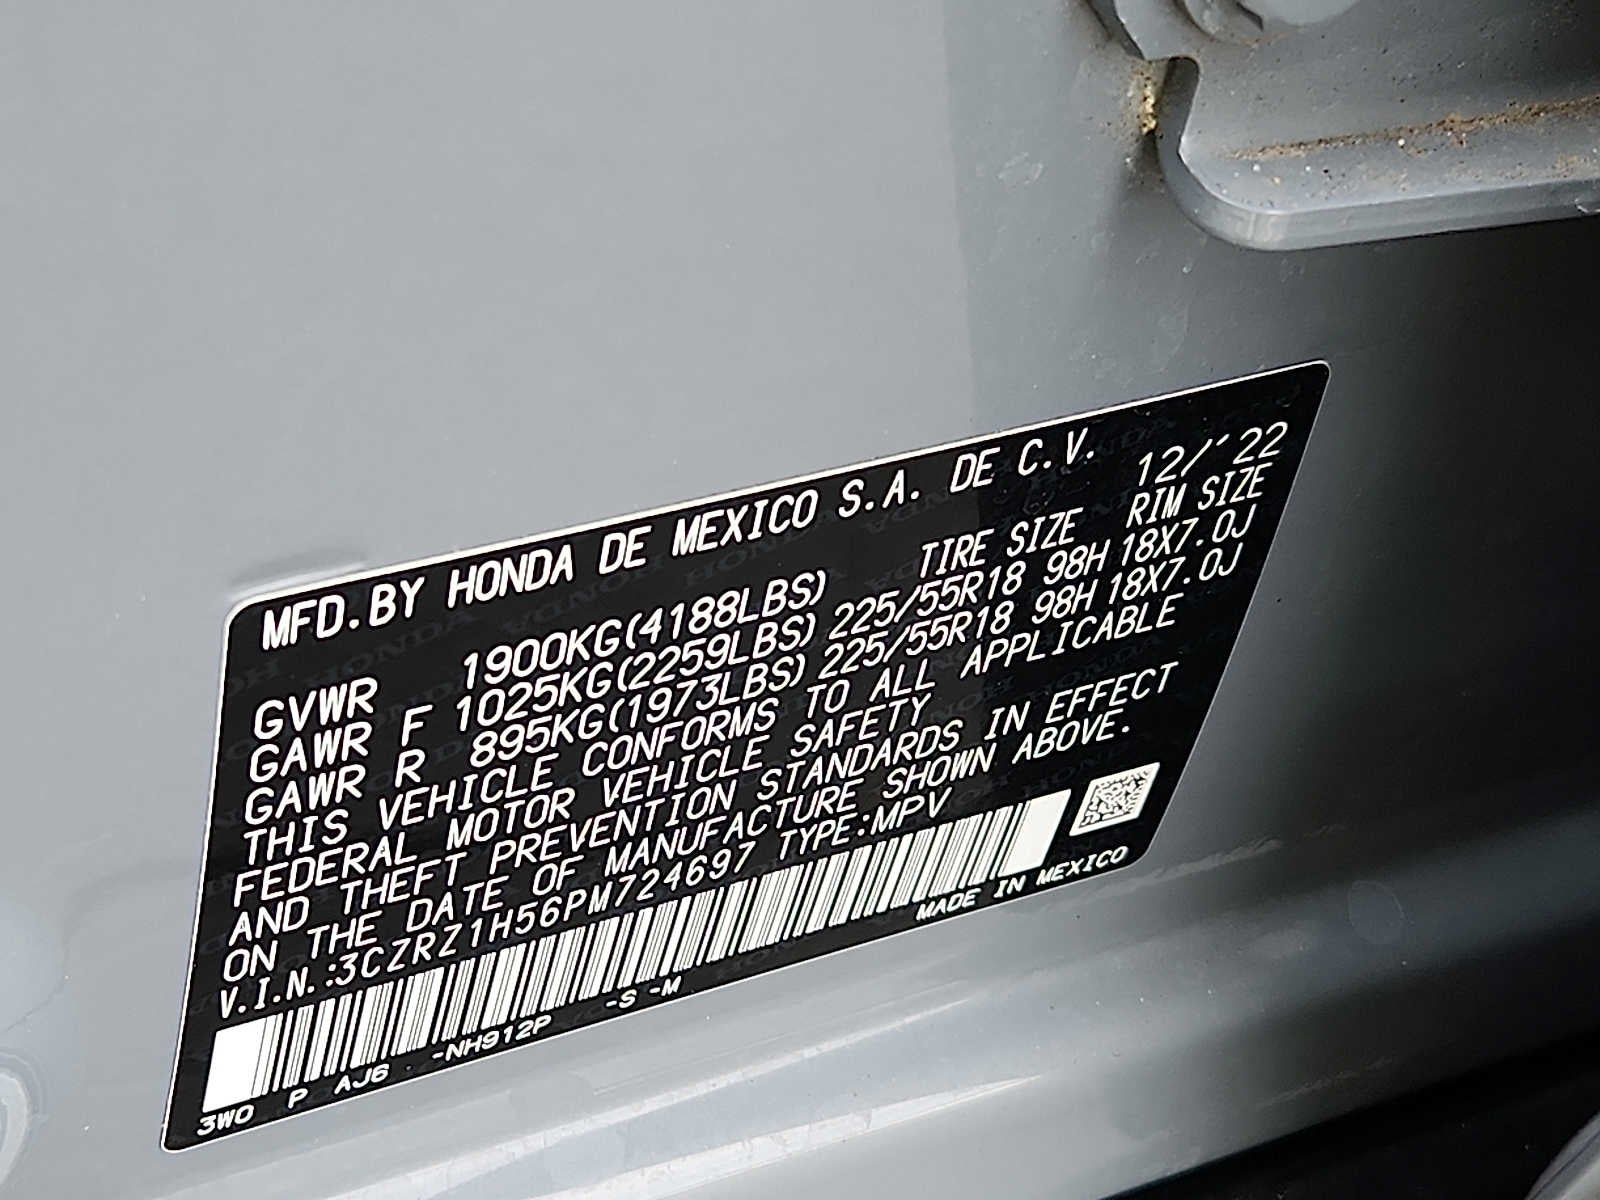 MFD.BY HONDA DE MEXICO S.A. DE C.V. 12/'22
GVWR 1900KG(4188LBS) TIRE SIZE RIM SIZE
GAWR F 1025KG(2259LBS) 225/55R18 98H 18X7.0J
GAWR R 895KG(1973LBS) 225/55R18 98H 18X7.0J
THIS VEHICLE CONFORMS TO ALL APPLICABLE
FEDERAL MOTOR VEHICLE SAFETY
AND THEFT PREVENTION STANDARDS IN EFFECT
ON THE DATE OF MANUFACTURE SHOWN ABOVE.
V.I.N.:3CZRZ1H56PM724697 TYPE:MPV
MADE IN MEXICO
3W0 P AJ6 -NH912P -S -M